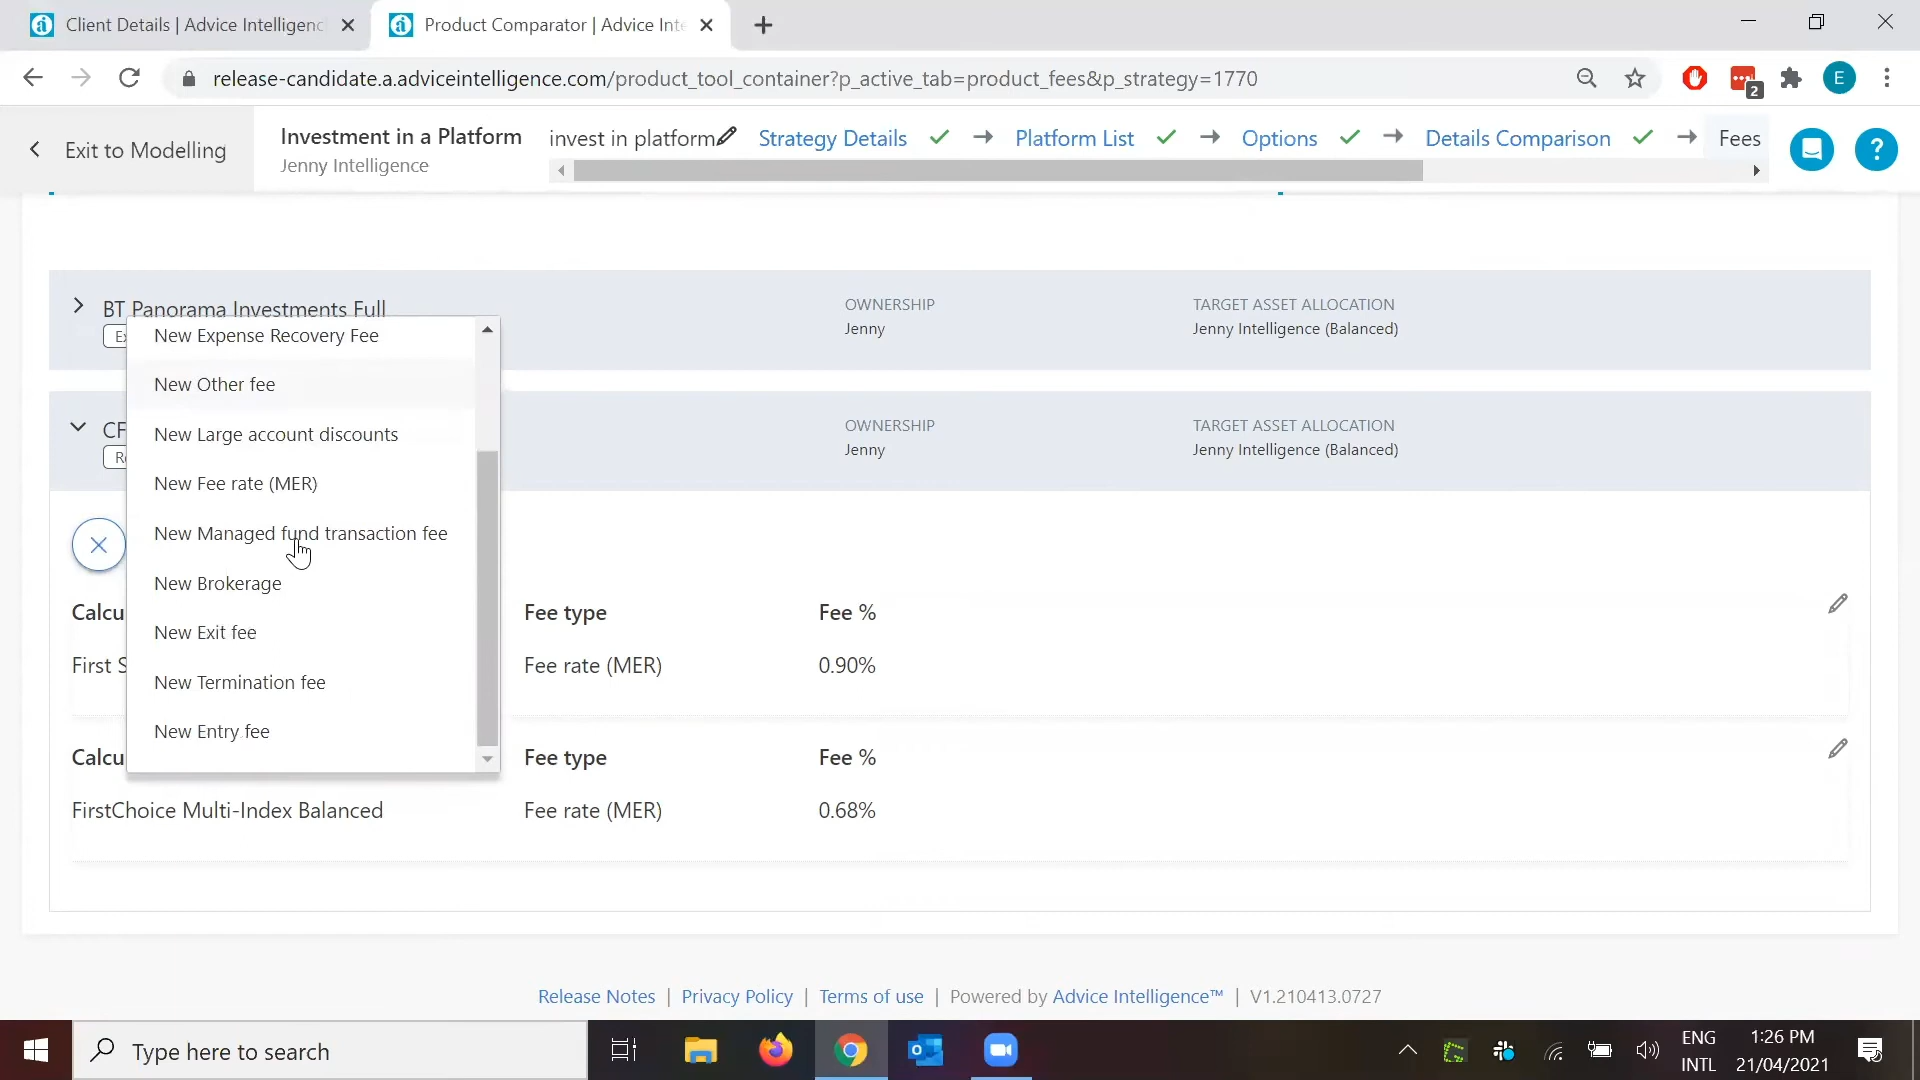 Client Details | Advice Intelligenc
Product Comparator | Advice Inte
release-candidate.a.adviceintelligence.com/product_tool_container?p_active_tab=product_fees&p_strategy=1770
2
E
Exit to Modelling
Investment in a Platform
Jenny Intelligence
invest in platform
Strategy Details
Platform List
Options
Details Comparison
Fees
?
BT Panorama Investments Full
Ex
OWNERSHIP
Jenny
TARGET ASSET ALLOCATION
Jenny Intelligence (Balanced)
CF
OWNERSHIP
Jenny
TARGET ASSET ALLOCATION
Jenny Intelligence (Balanced)
New Expense Recovery Fee
New Other fee
New Large account discounts
New Fee rate (MER)
New Managed fund transaction fee
New Brokerage
New Exit fee
New Termination fee
New Entry fee
Calcu
Fee type
Fee %
First S
Fee rate (MER)
0.90%
Calcu
Fee type
Fee %
FirstChoice Multi-Index Balanced
Fee rate (MER)
0.68%
Release Notes | Privacy Policy | Terms of use | Powered by Advice Intelligence™ | V1.210413.0727
Type here to search
ENG
INTL
1:26 PM
21/04/2021